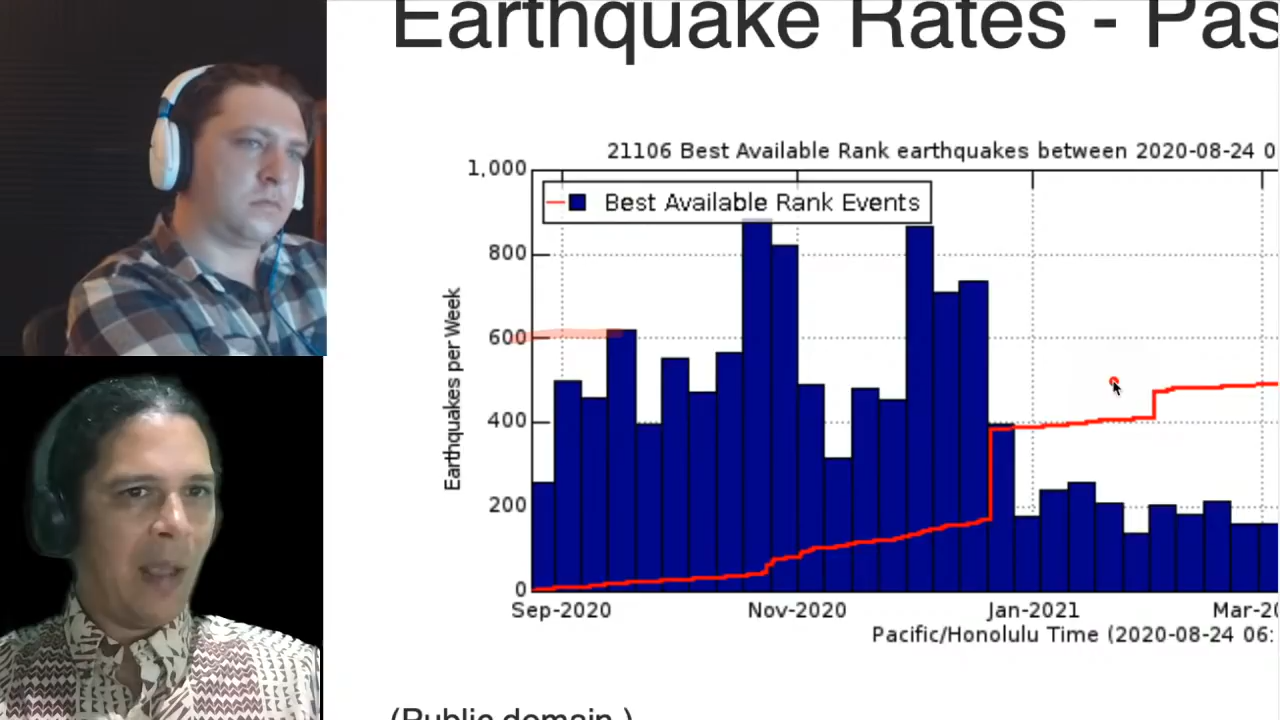 Earthquake Rates - Pas
21106 Best Available Rank earthquakes between 2020-08-24 0
1,000
Best Available Rank Events
800
600
400
200
0
Earthquakes per Week
Sep-2020 Nov-2020 Jan-2021 Mar-20
Pacific/Honolulu Time (2020-08-24 06:
(Public domain.)